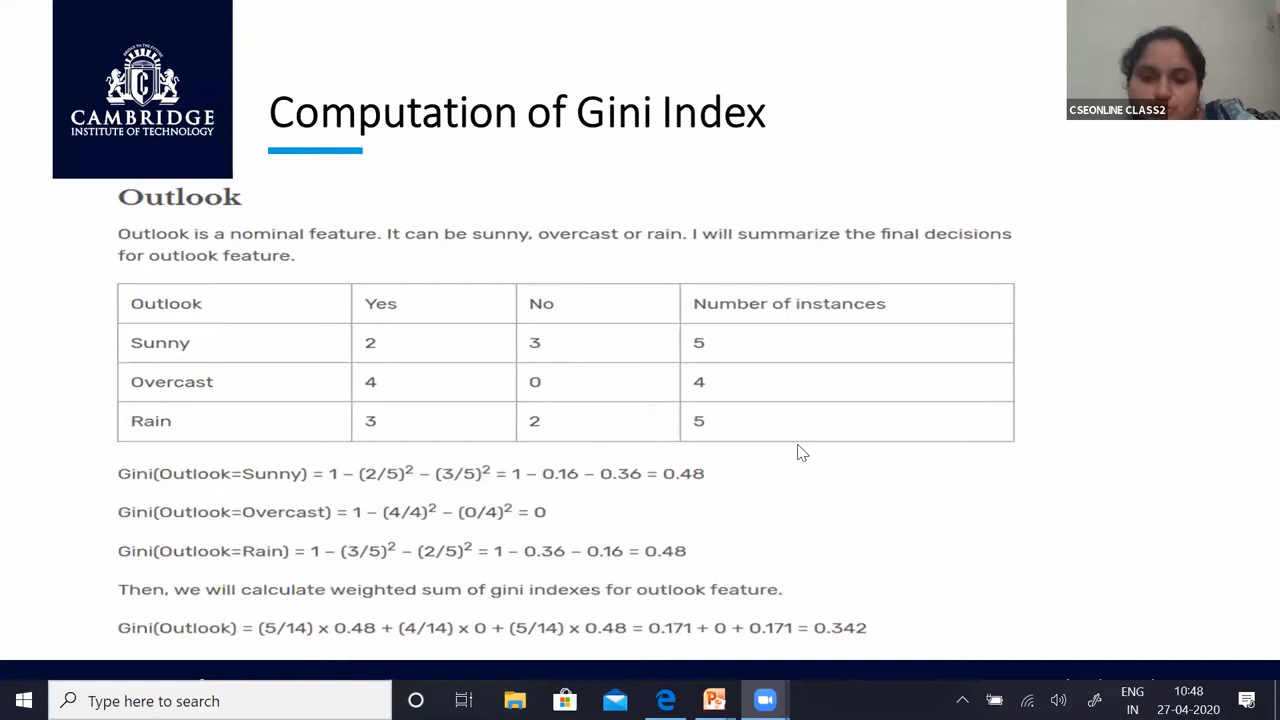 CAMBRIDGE
INSTITUTE OF TECHNOLOGY
CSEONLINE CLASS2
Computation of Gini Index
Outlook
Outlook is a nominal feature. It can be sunny, overcast or rain. I will summarize the final decisions
for outlook feature.
Outlook Yes No Number of instances
Sunny 2 3 5
Overcast 4 0 4
Rain 3 2 5
Gini(Outlook=Sunny) = 1 – (2/5)² – (3/5)² = 1 – 0.16 – 0.36 = 0.48
Gini(Outlook=Overcast) = 1 – (4/4)² – (0/4)² = 0
Gini(Outlook=Rain) = 1 – (3/5)² – (2/5)² = 1 – 0.36 – 0.16 = 0.48
Then, we will calculate weighted sum of gini indexes for outlook feature.
Gini(Outlook) = (5/14) x 0.48 + (4/14) x 0 + (5/14) x 0.48 = 0.171 + 0 + 0.171 = 0.342
Type here to search
ENG
IN
10:48
27-04-2020